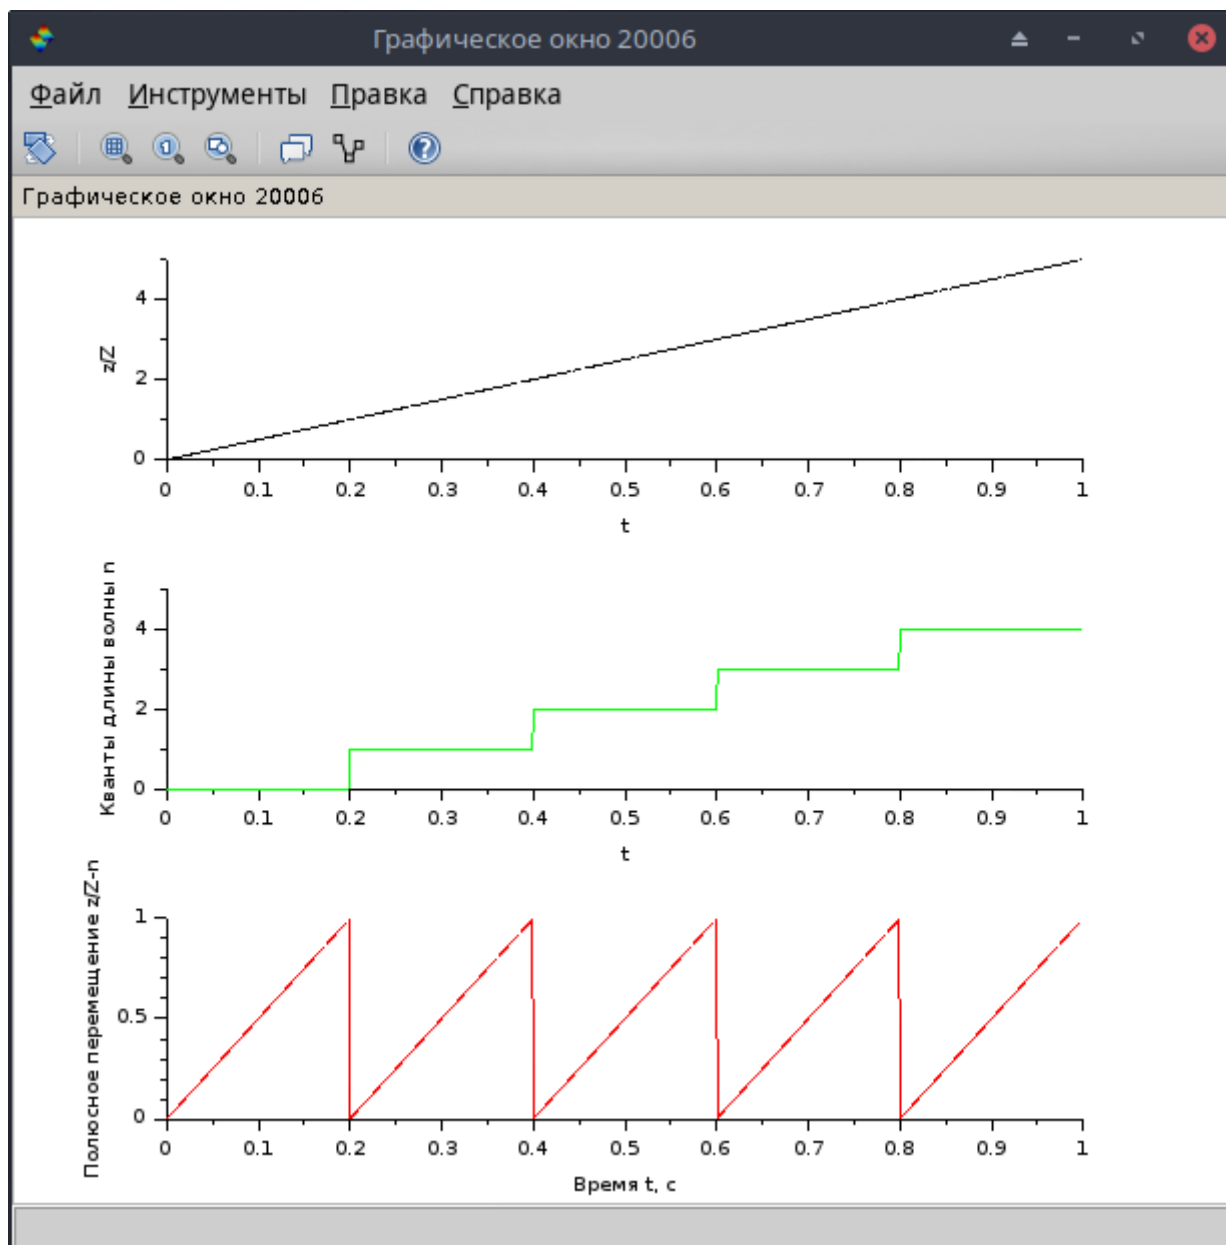 Графическое окно 20006
Файл Инструменты Правка Справка
Графическое окно 20006
z/Z
4
2
0
0 0.1 0.2 0.3 0.4 0.5 0.6 0.7 0.8 0.9 1
t
Кванты длины волны n
4
2
0
0 0.1 0.2 0.3 0.4 0.5 0.6 0.7 0.8 0.9 1
t
Полюсное перемещение z/Z-n
1
0.5
0
0 0.1 0.2 0.3 0.4 0.5 0.6 0.7 0.8 0.9 1
Время t, с